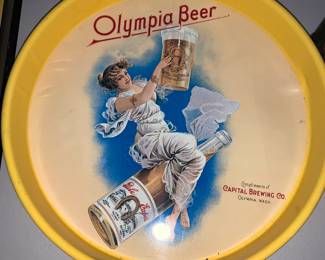 Olympia Beer
Compliments of
CAPITAL BREWING CO.
OLYMPIA, WASH.